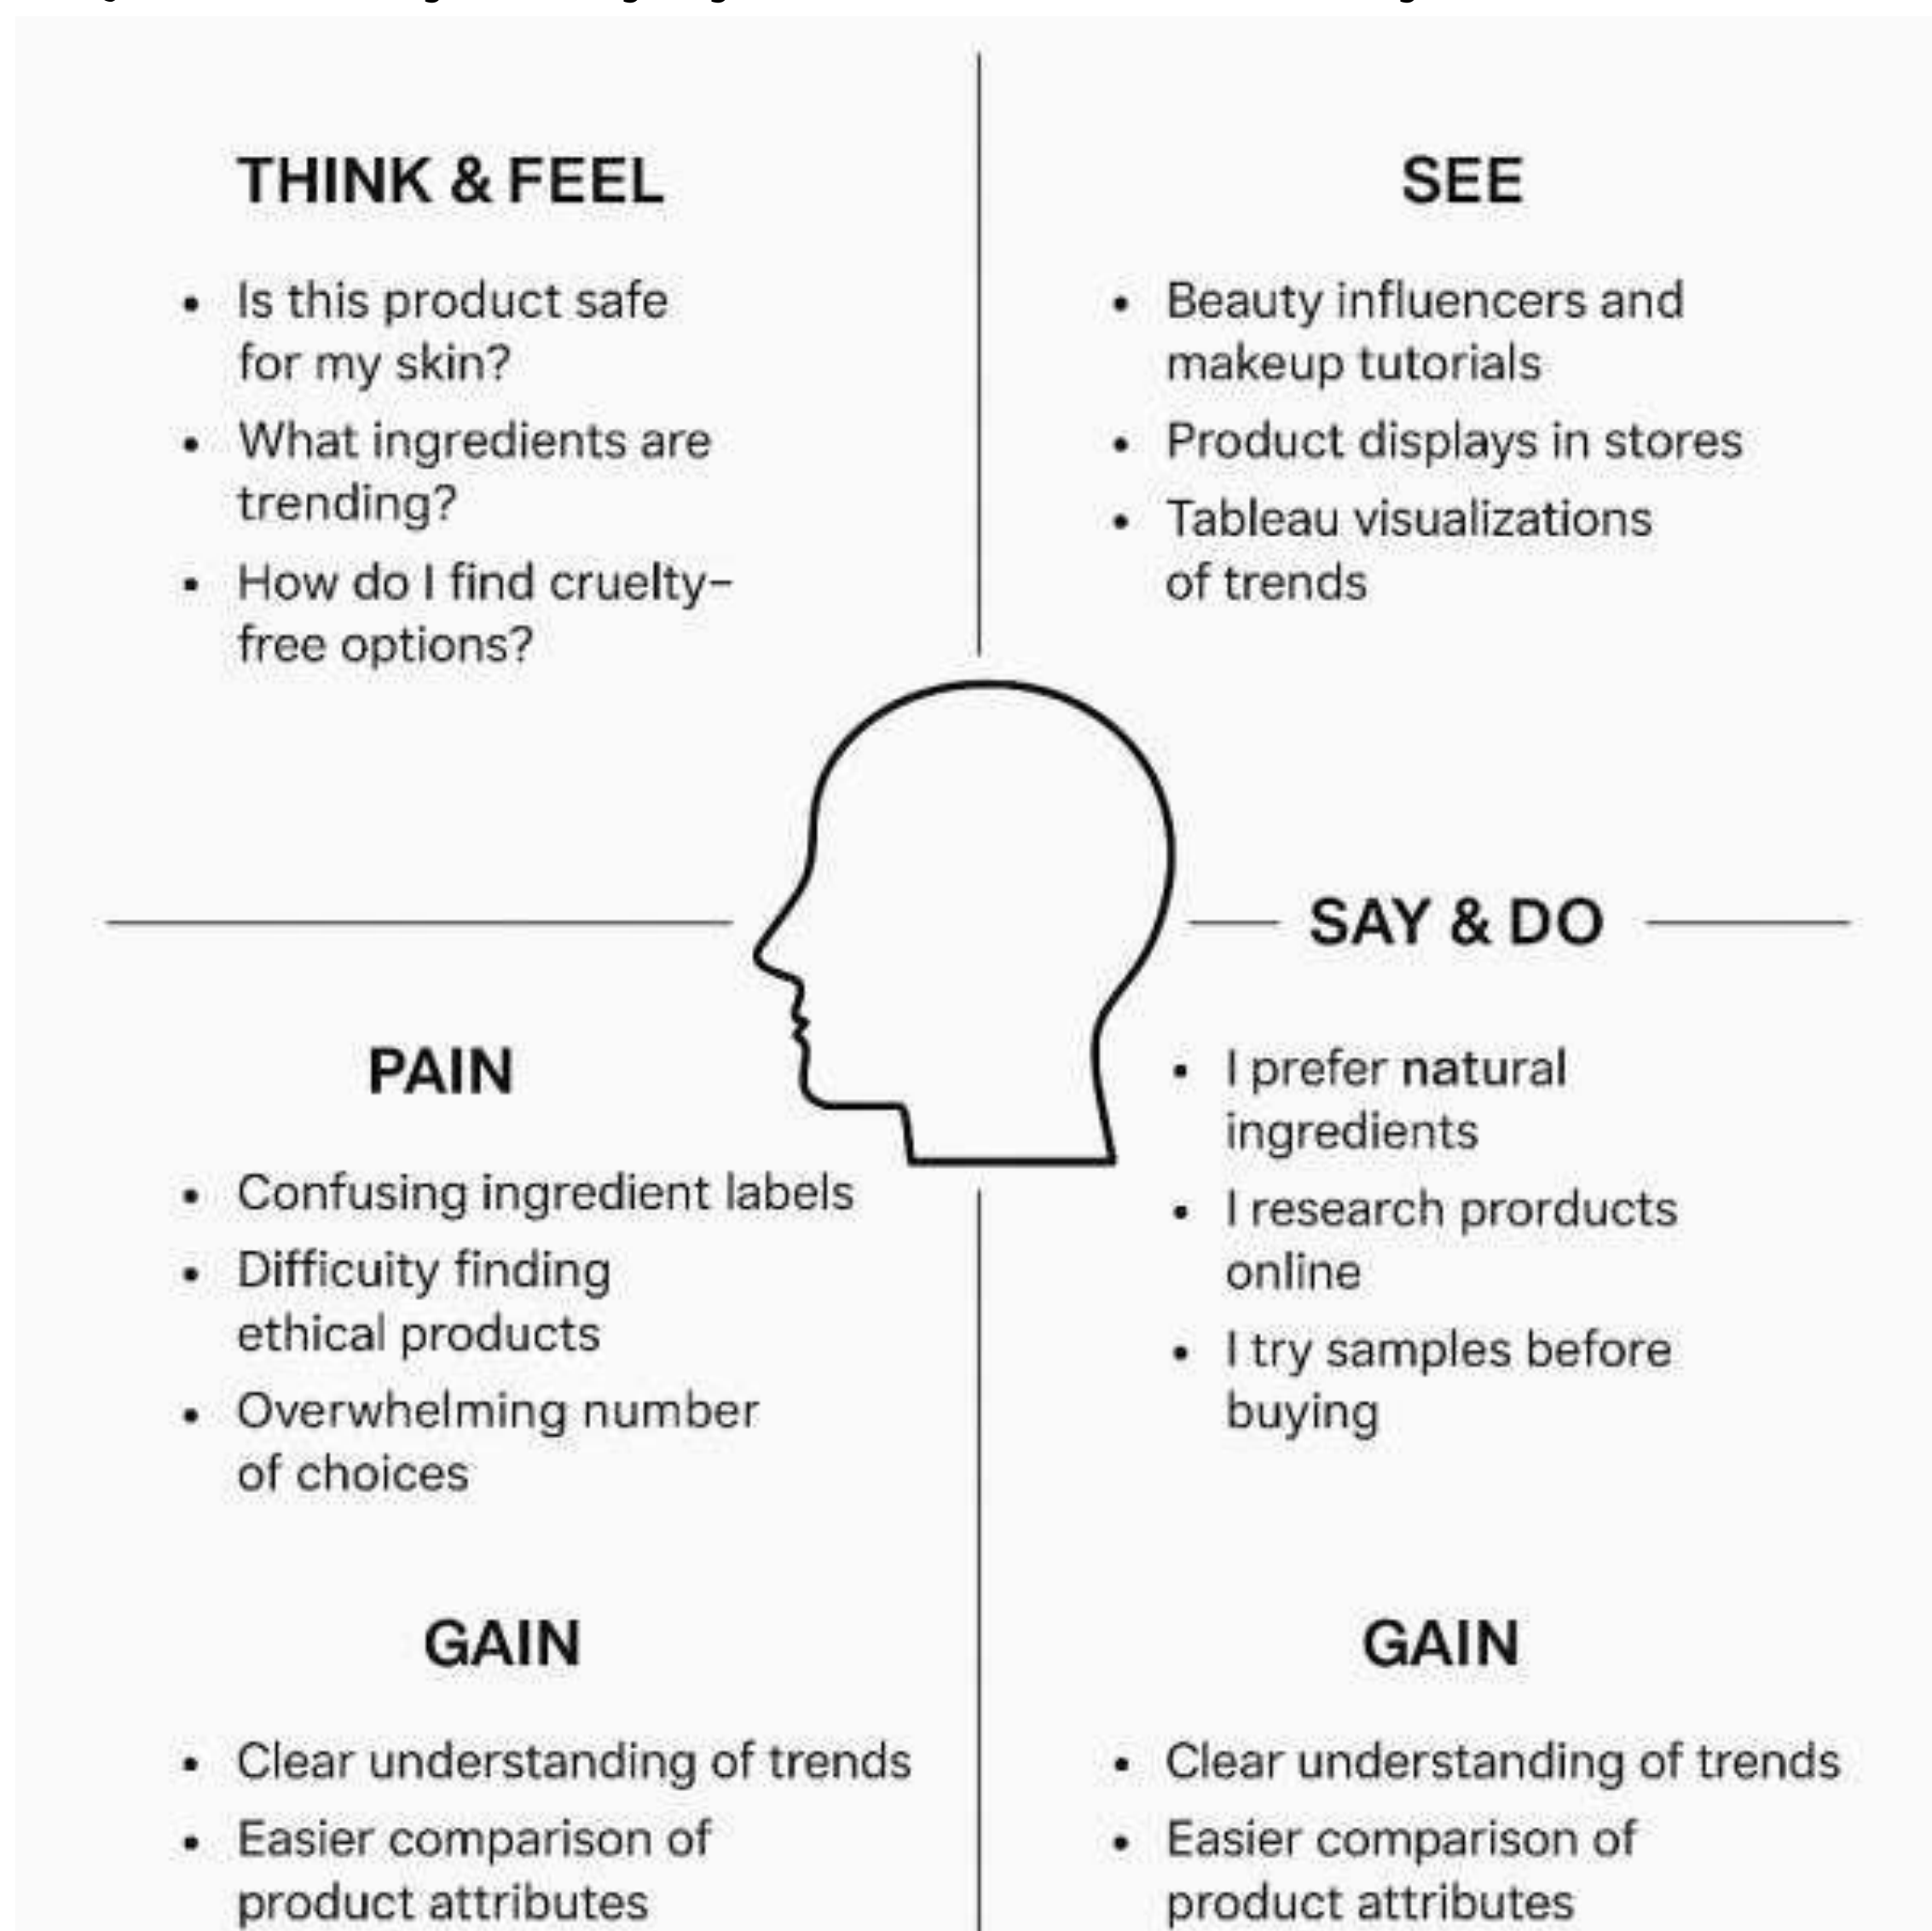 THINK & FEEL
• Is this product safe
for my skin?
• What ingredients are
trending?
• How do I find cruelty-
free options?
SEE
• Beauty influencers and
makeup tutorials
• Product displays in stores
• Tableau visualizations
of trends
SAY & DO
• I prefer natural
ingredients
• I research prorducts
online
• I try samples before
buying
PAIN
• Confusing ingredient labels
• Difficuity finding
ethical products
• Overwhelming number
of choices
GAIN
• Clear understanding of trends
• Easier comparison of
product attributes
GAIN
• Clear understanding of trends
• Easier comparison of
product attributes